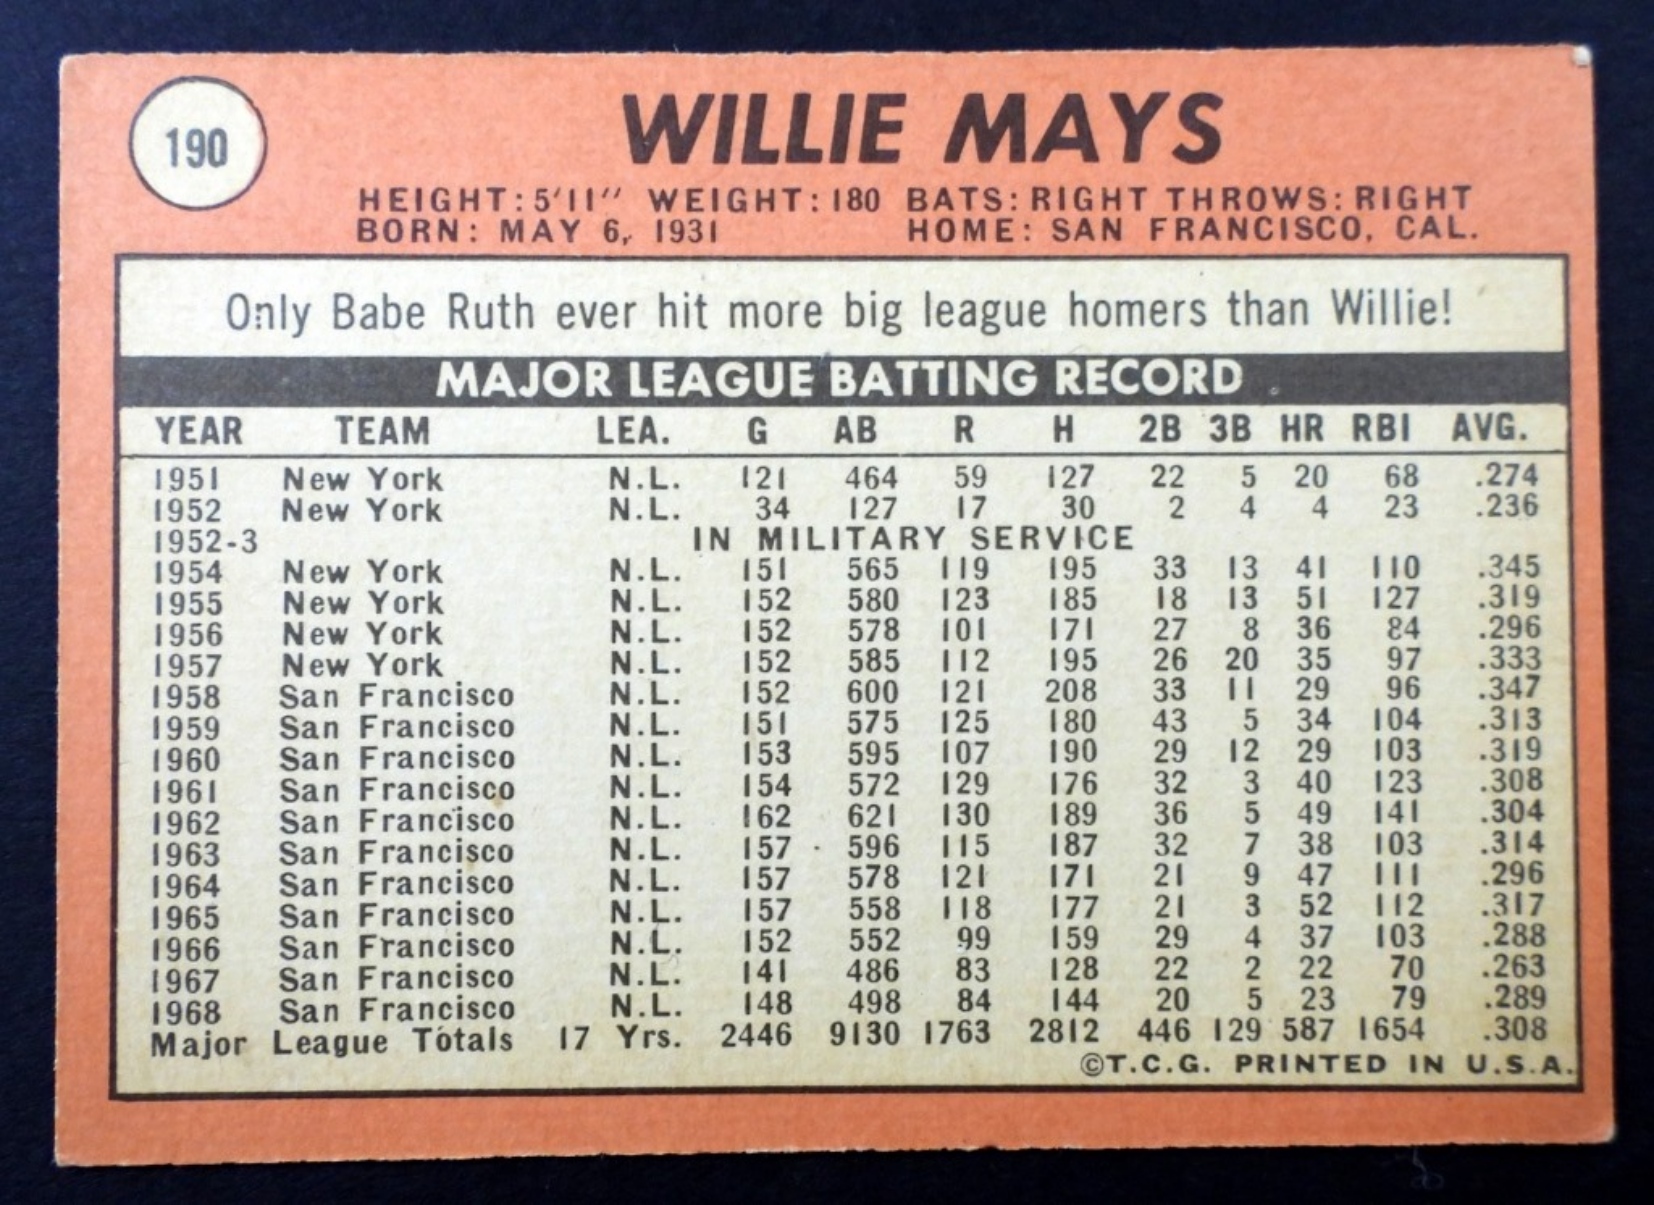 190
WILLIE MAYS
HEIGHT: 5'11" WEIGHT: 180 BATS: RIGHT THROWS: RIGHT
BORN: MAY 6, 1931 HOME: SAN FRANCISCO, CAL.
Only Babe Ruth ever hit more big league homers than Willie!
MAJOR LEAGUE BATTING RECORD
YEAR TEAM LEA. G AB R H 2B 3B HR RBI AVG.
1951 New York N.L. 121 464 59 127 22 5 20 68 .274
1952 New York N.L. 34 127 17 30 2 4 4 23 .236
1952-3 IN MILITARY SERVICE
1954 New York N.L. 151 565 119 195 33 13 41 110 .345
1955 New York N.L. 152 580 123 185 18 13 51 127 .319
1956 New York N.L. 152 578 101 171 27 8 36 84 .296
1957 New York N.L. 152 585 112 195 26 20 35 97 .333
1958 San Francisco N.L. 152 600 121 208 33 11 29 96 .347
1959 San Francisco N.L. 151 575 125 180 43 5 34 104 .313
1960 San Francisco N.L. 153 595 107 190 29 12 29 103 .319
1961 San Francisco N.L. 154 572 129 176 32 3 40 123 .308
1962 San Francisco N.L. 162 621 130 189 36 5 49 141 .304
1963 San Francisco N.L. 157 596 115 187 32 7 38 103 .314
1964 San Francisco N.L. 157 578 121 171 21 9 47 111 .296
1965 San Francisco N.L. 157 558 118 177 21 3 52 112 .317
1966 San Francisco N.L. 152 552 99 159 29 4 37 103 .288
1967 San Francisco N.L. 141 486 83 128 22 2 22 70 .263
1968 San Francisco N.L. 148 498 84 144 20 5 23 79 .289
Major League Totals 17 Yrs. 2446 9130 1763 2812 446 129 587 1654 .308
©T.C.G. PRINTED IN U.S.A.